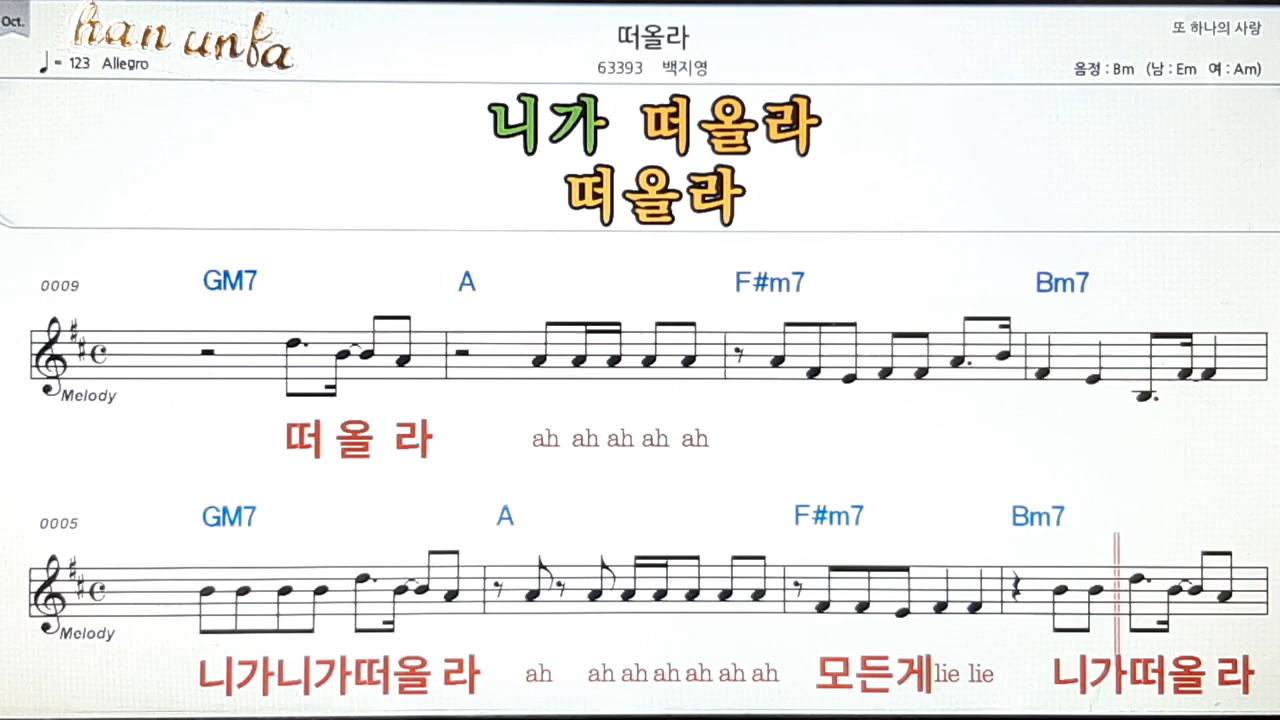 Oct.
han unfa
떠올라
또 하나의 사랑
= 123 Allegro
63393 백지영
음정 : Bm (남 : Em 여 : Am)
니가 떠올라
떠올라
0009
GM7 A F#m7 Bm7
Melody
떠 올 라 ah ah ah ah ah
0005
GM7 A F#m7 Bm7
Melody
니가니가떠올 라 ah ah ah ah ah ah ah 모든게lie lie 니가떠올 라